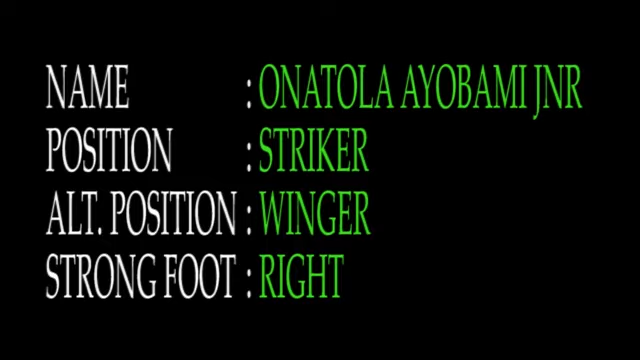 NAME : ONATOLA AYOBAMI JNR
POSITION : STRIKER
ALT. POSITION : WINGER
STRONG FOOT : RIGHT